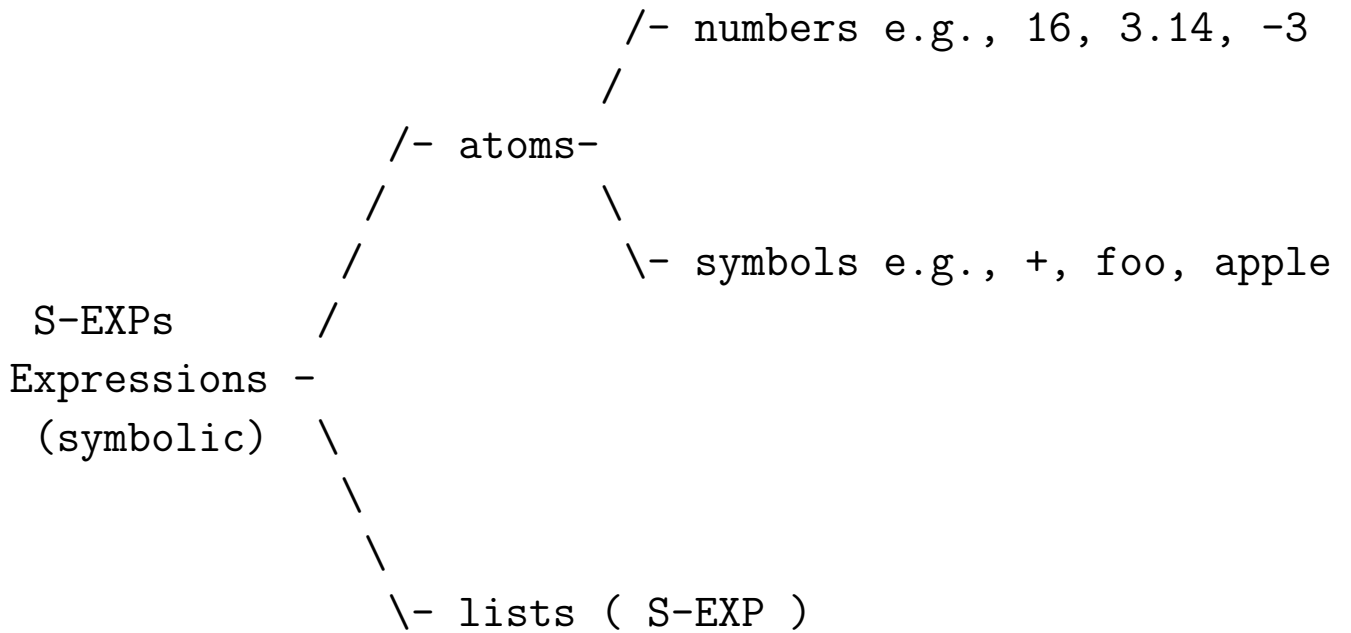 /- numbers e.g., 16, 3.14, -3
/
/- atoms-
/ \
/ \- symbols e.g., +, foo, apple
S-EXPs /
Expressions -
(symbolic) \
\
\
\- lists ( S-EXP )